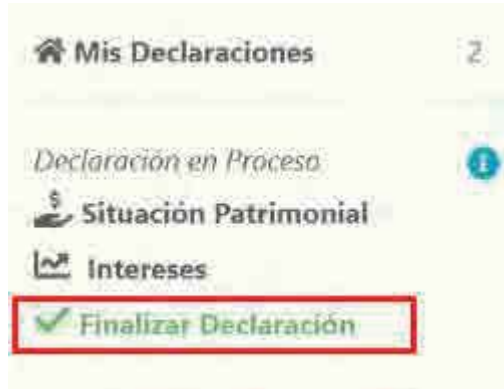 Mis Declaraciones 2
Declaración en Proceso
Situación Patrimonial
Intereses
Finalizar Declaración